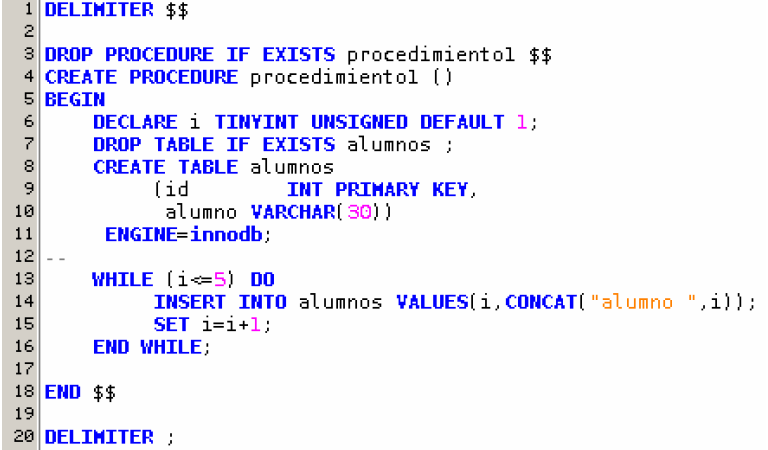 1 DELIMITER $$
2
3 DROP PROCEDURE IF EXISTS procedimiento1 $$
4 CREATE PROCEDURE procedimiento1 ()
5 BEGIN
6 DECLARE i TINYINT UNSIGNED DEFAULT 1;
7 DROP TABLE IF EXISTS alumnos ;
8 CREATE TABLE alumnos
9 (id INT PRIMARY KEY,
10 alumno VARCHAR(30))
11 ENGINE=innodb;
12 --
13 WHILE (i<=5) DO
14 INSERT INTO alumnos VALUES(i,CONCAT("alumno ",i));
15 SET i=i+1;
16 END WHILE;
17
18 END $$
19
20 DELIMITER ;